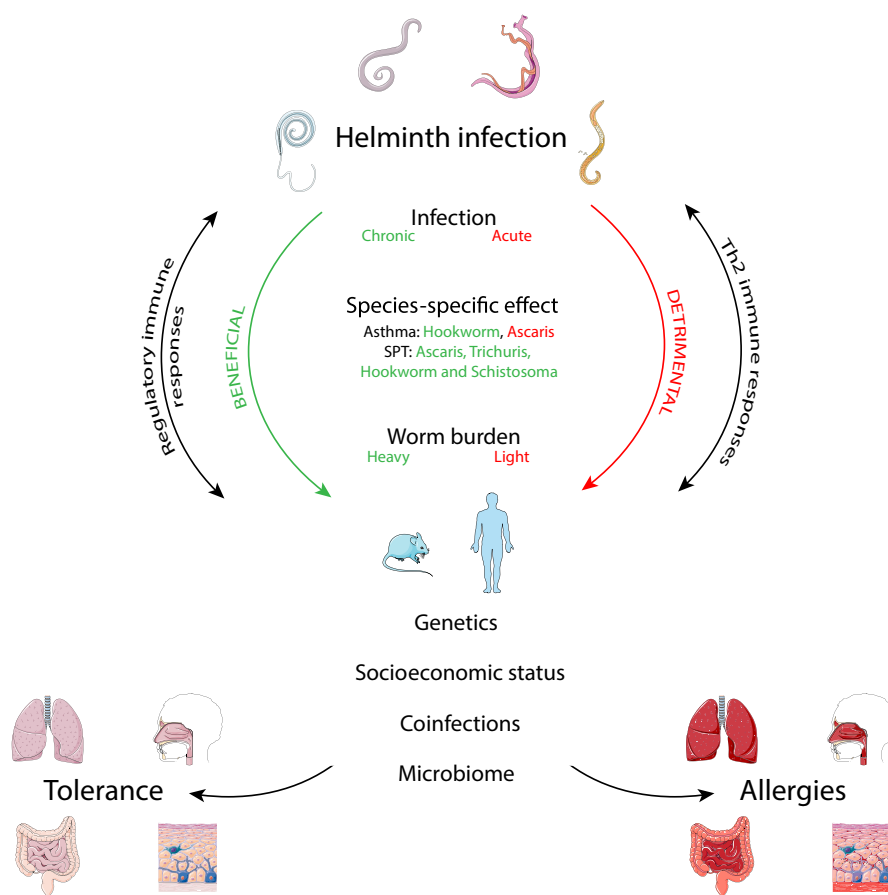 Helminth infection
Infection
Chronic Acute
Regulatory immune
responses
BENEFICIAL
Species-specific effect
Asthma: Hookworm, Ascaris
SPT: Ascaris, Trichuris,
Hookworm and Schistosoma
DETRIMENTAL
Th2 immune responses
Worm burden
Heavy Light
Genetics
Socioeconomic status
Coinfections
Microbiome
Tolerance
Allergies